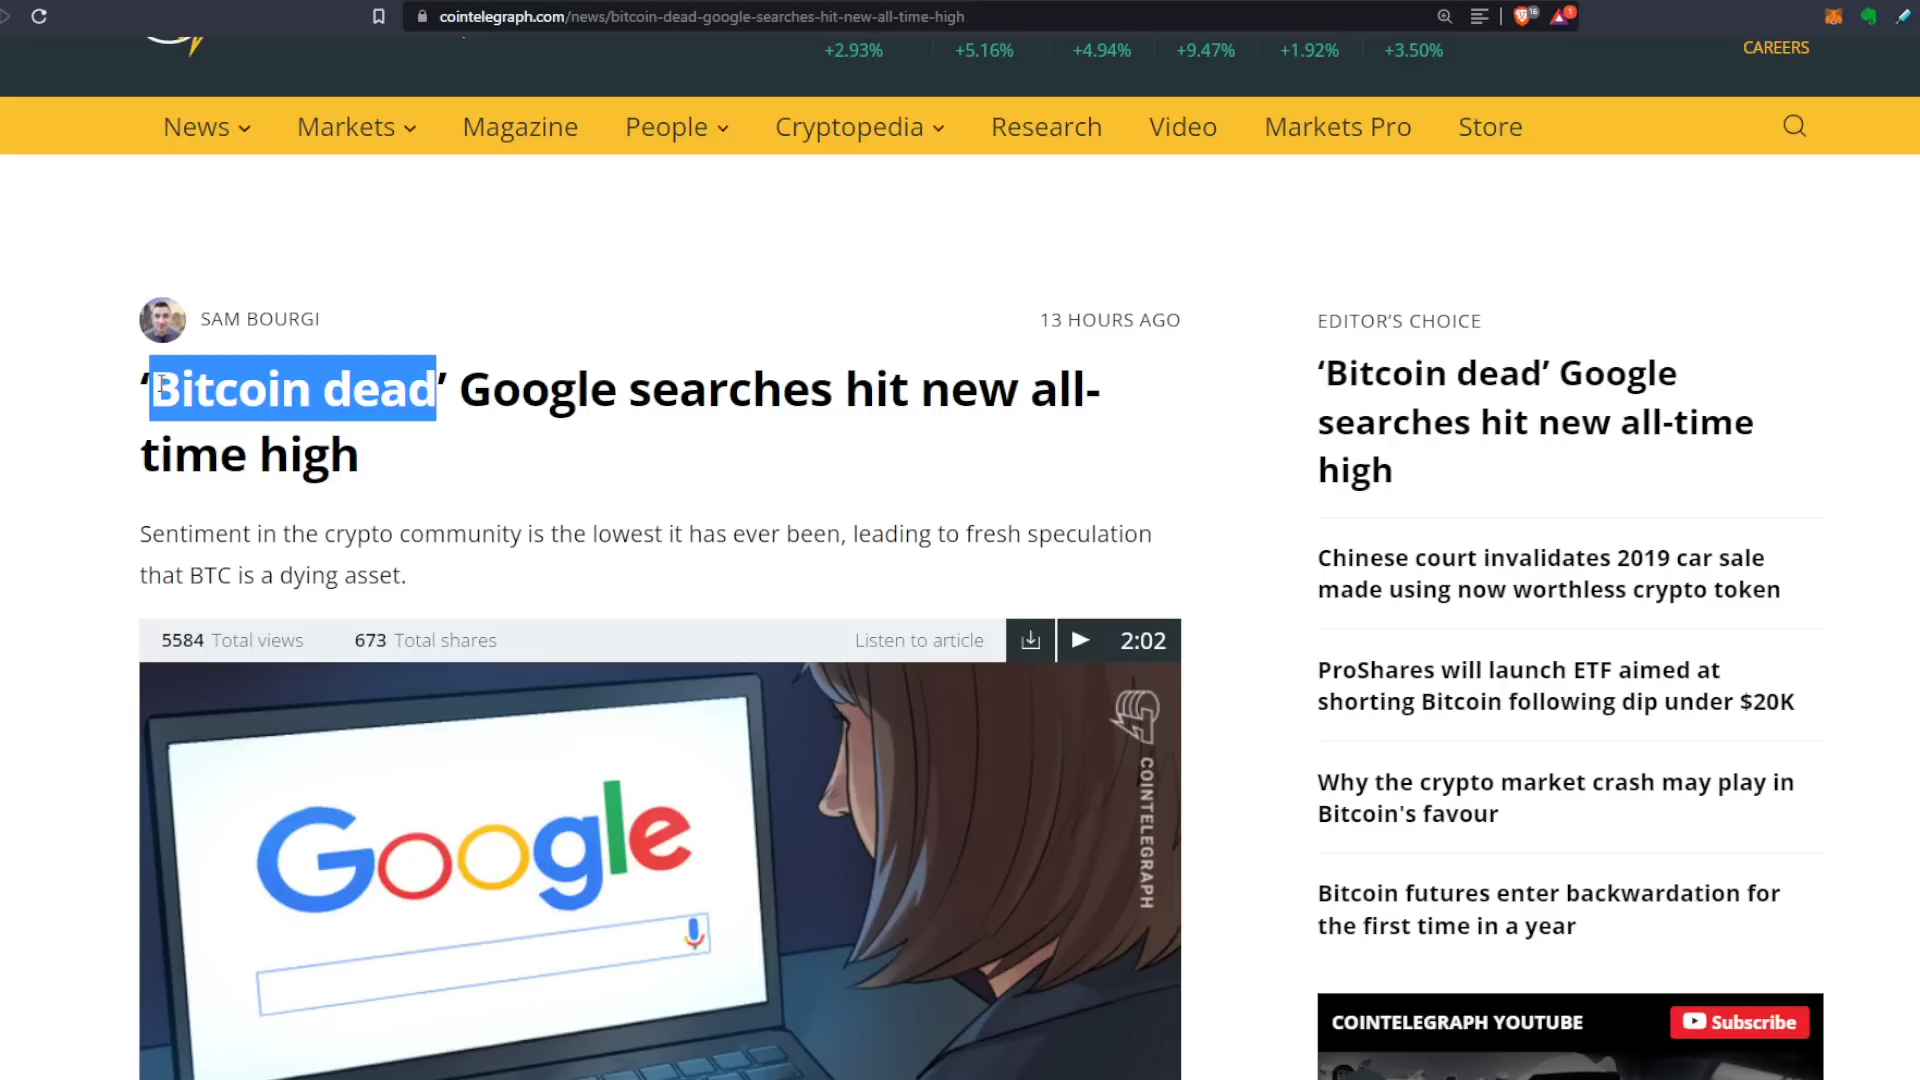 cointelegraph.com/news/bitcoin-dead-google-searches-hit-new-all-time-high
16
1
+2.93% +5.16% +4.94% +9.47% +1.92% +3.50%
CAREERS
News Markets Magazine People Cryptopedia Research Video Markets Pro Store
SAM BOURGI
13 HOURS AGO
‘Bitcoin dead’ Google searches hit new all-
time high
Sentiment in the crypto community is the lowest it has ever been, leading to fresh speculation
that BTC is a dying asset.
5584 Total views 673 Total shares Listen to article 2:02
Google
COINTELEGRAPH
EDITOR’S CHOICE
‘Bitcoin dead’ Google
searches hit new all-time
high
Chinese court invalidates 2019 car sale
made using now worthless crypto token
ProShares will launch ETF aimed at
shorting Bitcoin following dip under $20K
Why the crypto market crash may play in
Bitcoin's favour
Bitcoin futures enter backwardation for
the first time in a year
COINTELEGRAPH YOUTUBE Subscribe